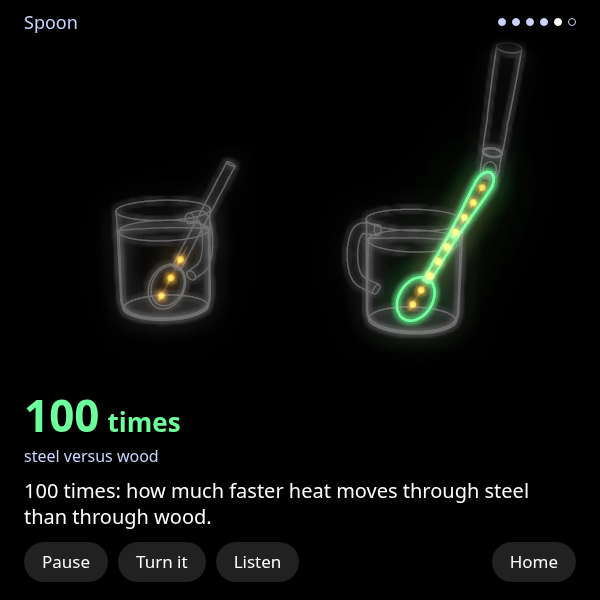 Spoon
100 times
steel versus wood
100 times: how much faster heat moves through steel
than through wood.
Pause
Turn it
Listen
Home